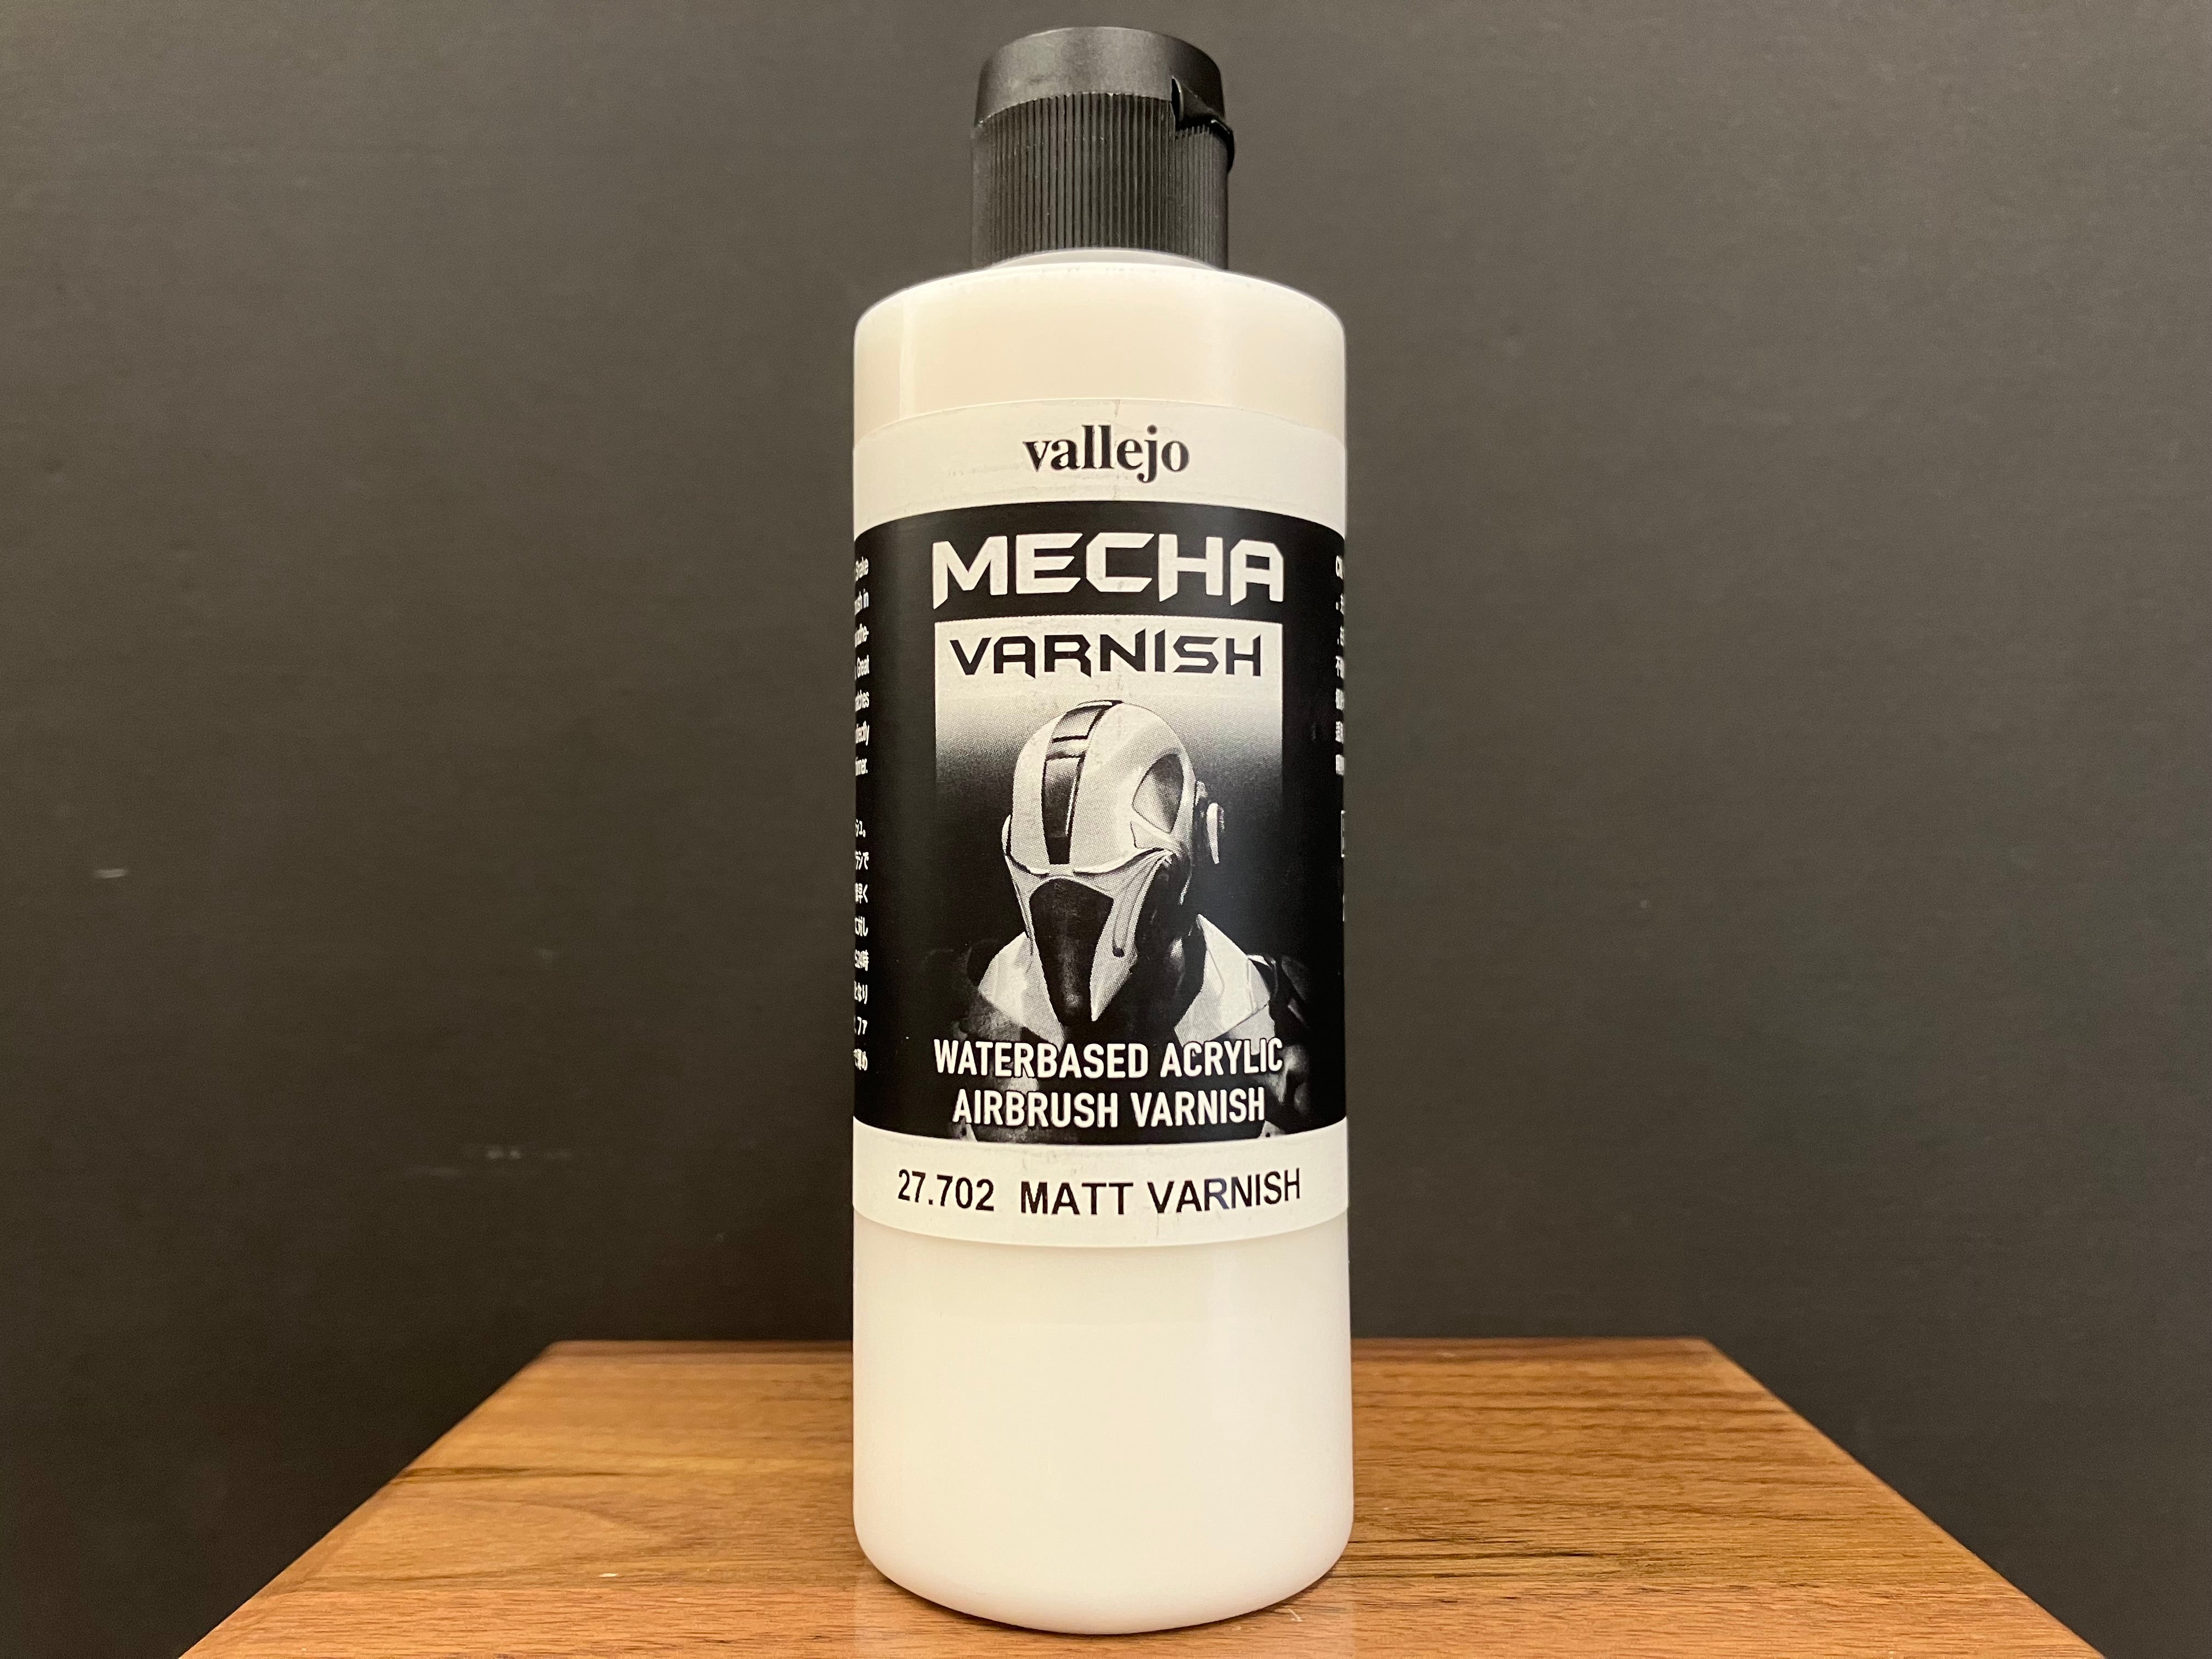 vallejo
MECHA
VARNISH
WATERBASED ACRYLIC
AIRBRUSH VARNISH
27.702 MATT VARNISH